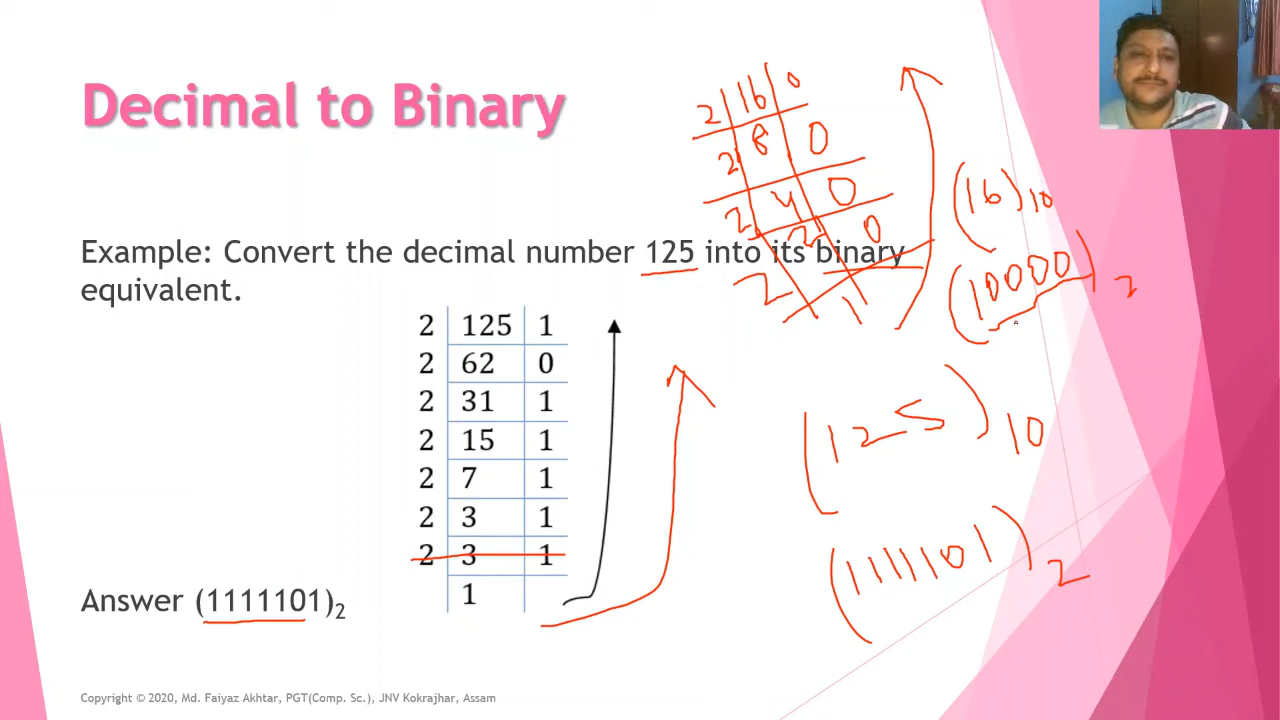 Decimal to Binary
Example: Convert the decimal number 125 into its binary
equivalent.
2 125 1
2 62 0
2 31 1
2 15 1
2 7 1
2 3 1
2 3 1
1
Answer (1111101)2
2 16 0
2 8 0
2 4 0
2 2 0
2 1
(16)10
(10000)2
(125)10
(1111101)2
Copyright © 2020, Md. Faiyaz Akhtar, PGT(Comp. Sc.), JNV Kokrajhar, Assam